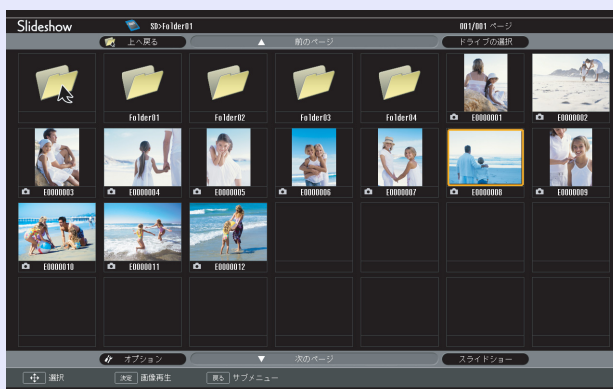 Slideshow SD>Folder01 001/001 ページ
上へ戻る 前のページ ドライブの選択
Folder01 Folder02 Folder03 Folder04 E0000001 E0000002
E0000003 E0000004 E0000005 E0000006 E0000007 E0000008 E0000009
E0000010 E0000011 E0000012
オプション 次のページ スライドショー
選択 決定 画像再生 戻る サブメニュー